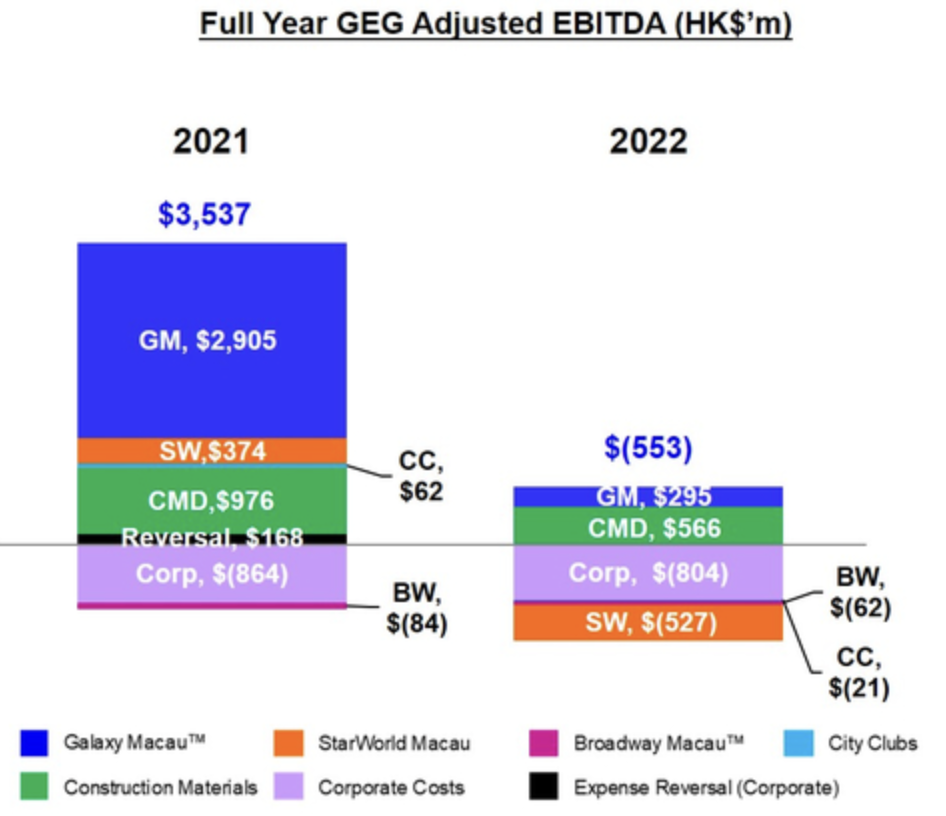 Full Year GEG Adjusted EBITDA (HK$'m)
2021
2022
$3,537
GM, $2,905
SW,$374
CC,
$62
CMD,$976
Reversal, $168
Corp, $(864)
BW,
$(84)
$(553)
GM, $295
CMD, $566
Corp, $(804)
BW,
$(62)
SW, $(527)
CC,
$(21)
Galaxy Macau™
StarWorld Macau
Broadway Macau™
City Clubs
Construction Materials
Corporate Costs
Expense Reversal (Corporate)